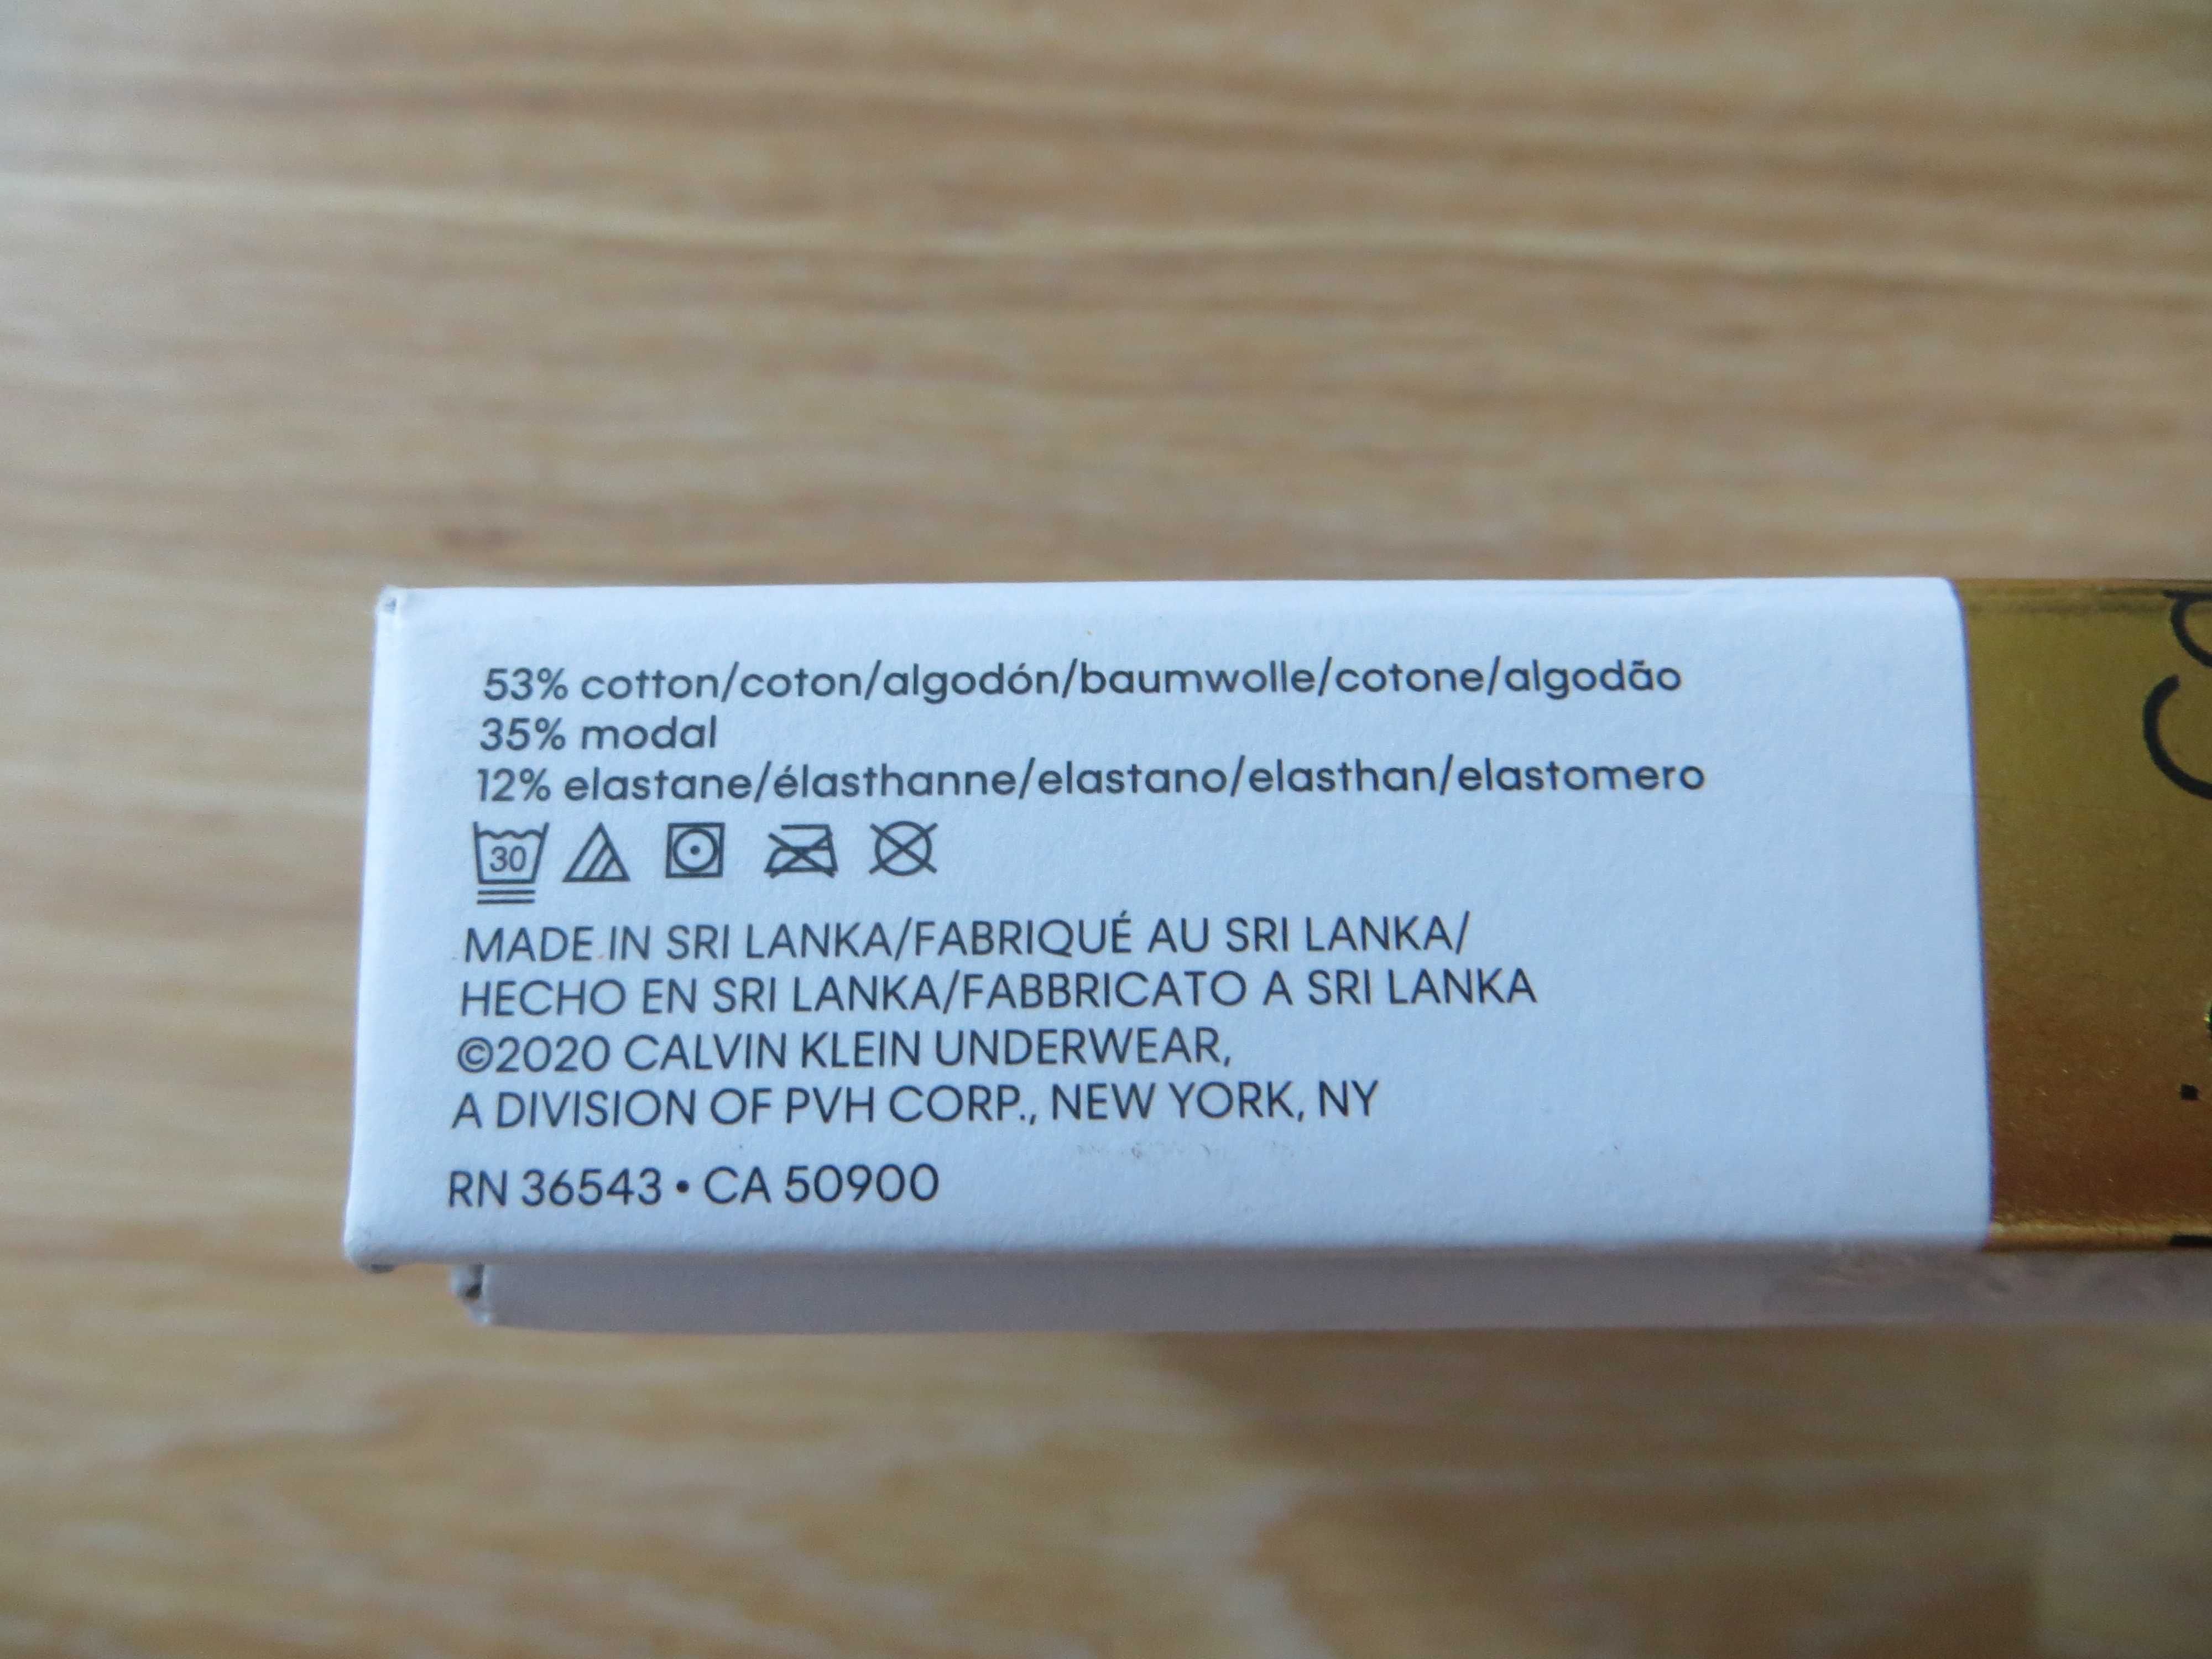 53% cotton/coton/algodón/baumwolle/cotone/algodão
35% modal
12% elastane/élasthanne/elastano/elasthan/elastomero
30
MADE IN SRI LANKA/FABRIQUÉ AU SRI LANKA/
HECHO EN SRI LANKA/FABBRICATO A SRI LANKA
©2020 CALVIN KLEIN UNDERWEAR,
A DIVISION OF PVH CORP., NEW YORK, NY
RN 36543 • CA 50900